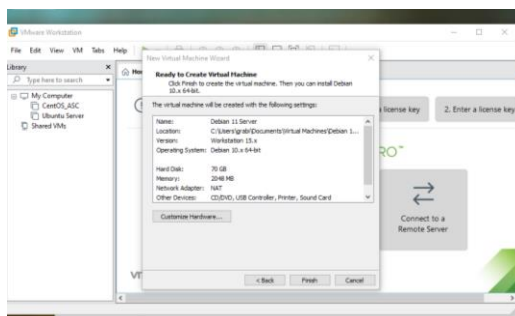 VMware Workstation
File Edit View VM Tabs Help
Library
Type here to search
My Computer
CentOS_ASC
Ubuntu Server
Shared VMs
New Virtual Machine Wizard
Ready to Create Virtual Machine
Click Finish to create the virtual machine. Then you can install Debian
10.x 64-bit.
The virtual machine will be created with the following settings:
Name: Debian 11 Server
Location: C:\Users\grabi\Documents\Virtual Machines\Debian 1...
Version: Workstation 15.x
Operating System: Debian 10.x 64-bit
Hard Disk: 70 GB
Memory: 2048 MB
Network Adapter: NAT
Other Devices: CD/DVD, USB Controller, Printer, Sound Card
Customize Hardware...
< Back Finish Cancel
a license key
2. Enter a license key
RO™
Connect to a
Remote Server